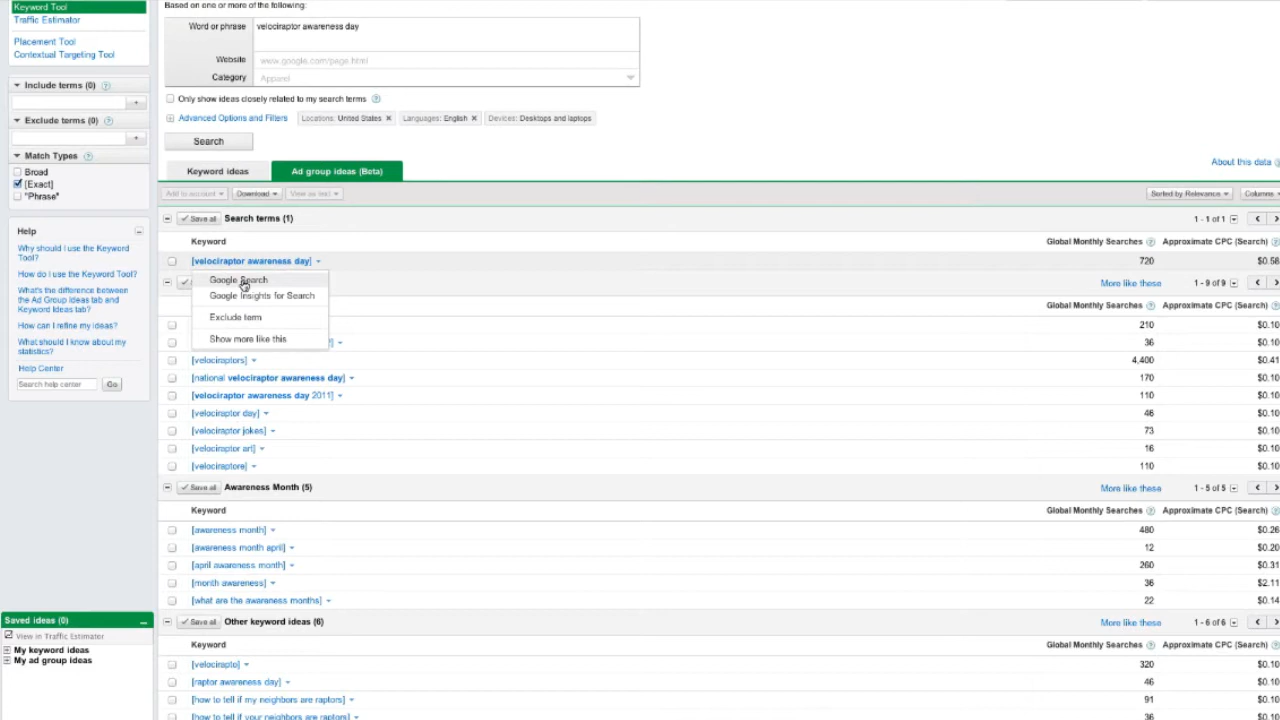 Keyword Tool
Traffic Estimator
Placement Tool
Contextual Targeting Tool
Include terms (0)
Exclude terms (0)
Match Types
Broad
[Exact]
"Phrase"
Help
Why should I use the Keyword
Tool?
How do I use the Keyword Tool?
What's the difference between
the Ad Group Ideas tab and
Keyword Ideas tab?
How can I refine my ideas?
What should I know about my
statistics?
Help Center
Search help center Go
Saved ideas (0)
View in Traffic Estimator
My keyword ideas
My ad group ideas
Based on one or more of the following:
Word or phrase velociraptor awareness day
Website www.google.com/page.html
Category Apparel
Only show ideas closely related to my search terms
Advanced Options and Filters Locations: United States Languages: English Devices: Desktops and laptops
Search
Keyword ideas Ad group ideas (Beta) About this data
Add to account Download View as text Sorted by Relevance Columns
Save all Search terms (1) 1 - 1 of 1
Keyword Global Monthly Searches Approximate CPC (Search)
[velociraptor awareness day] 720 $0.58
Google Search
Google Insights for Search
Exclude term
Show more like this
More like these 1 - 9 of 9
Global Monthly Searches Approximate CPC (Search)
210 $0.10
36 $0.10
[velociraptors] 4,400 $0.41
[national velociraptor awareness day] 170 $0.10
[velociraptor awareness day 2011] 110 $0.10
[velociraptor day] 46 $0.10
[velociraptor jokes] 73 $0.10
[velociraptor art] 16 $0.10
[velociraptore] 110 $0.10
Save all Awareness Month (5) More like these 1 - 5 of 5
Keyword Global Monthly Searches Approximate CPC (Search)
[awareness month] 480 $0.26
[awareness month april] 12 $0.20
[april awareness month] 260 $0.31
[month awareness] 36 $2.11
[what are the awareness months] 22 $0.14
Save all Other keyword ideas (6) More like these 1 - 6 of 6
Keyword Global Monthly Searches Approximate CPC (Search)
[velocirapto] 320 $0.10
[raptor awareness day] 46 $0.10
[how to tell if my neighbors are raptors] 91 $0.10
[how to tell if your neighbors are raptors] 36 $0.10